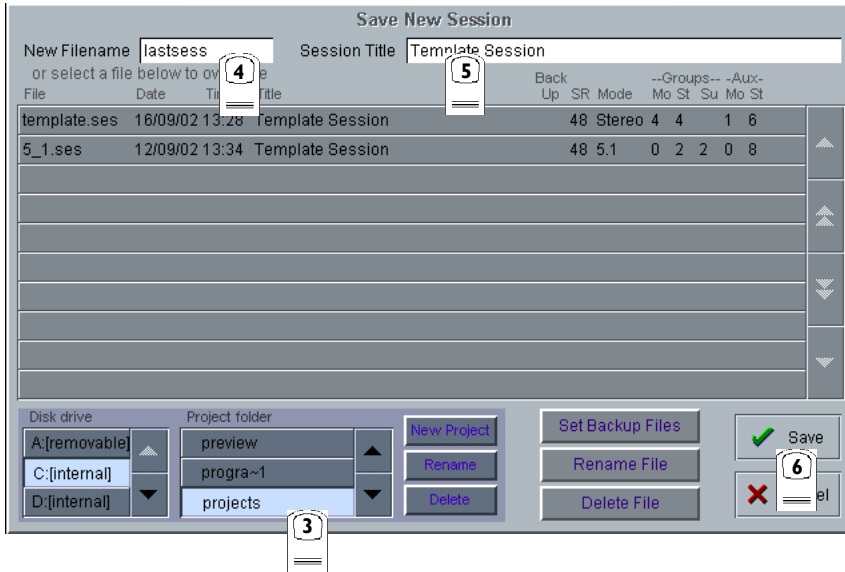 Save New Session
New Filename lastsess Session Title Template Session
4 5
or select a file below to
Back --Groups-- -Aux-
File Date Title Up SR Mode Mo St Su Mo St
template.ses 16/09/02 13:28 Template Session 48 Stereo 4 4 1 6
5_1.ses 12/09/02 13:34 Template Session 48 5.1 0 2 2 0 8
Disk drive Project folder
A:[removable] preview New Project Set Backup Files Save
C:[internal] progra~1 Rename Rename File 6
D:[internal] projects Delete Delete File
3